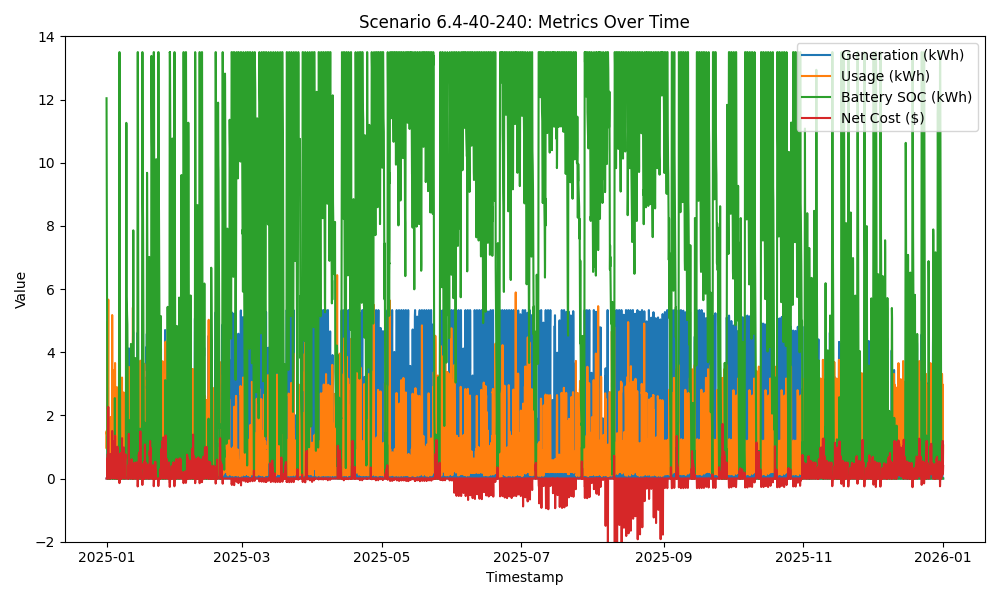 Scenario 6.4-40-240: Metrics Over Time
Generation (kWh)
Usage (kWh)
Battery SOC (kWh)
Net Cost ($)
Value
14
12
10
8
6
4
2
0
−2
2025-01
2025-03
2025-05
2025-07
2025-09
2025-11
2026-01
Timestamp